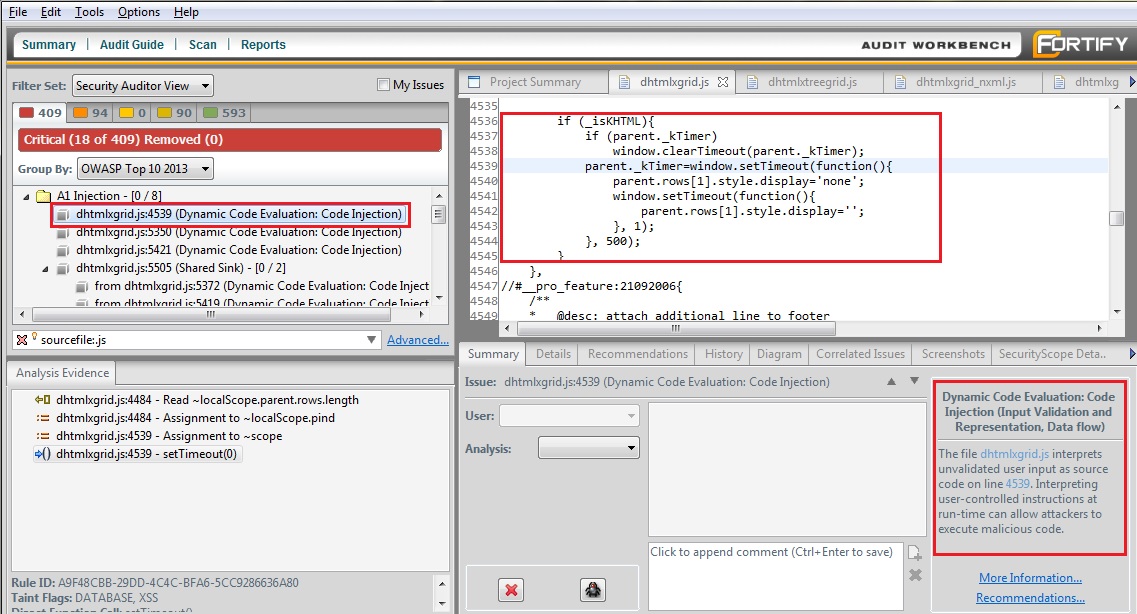 File Edit Tools Options Help
Summary | Audit Guide | Scan | Reports
AUDIT WORKBENCH FORTIFY
Filter Set: Security Auditor View My Issues
409 94 0 90 593
Critical (18 of 409) Removed (0)
Group By: OWASP Top 10 2013
A1 Injection - [0 / 8]
dhtmlxgrid.js:4539 (Dynamic Code Evaluation: Code Injection)
dhtmlxgrid.js:5350 (Dynamic Code Evaluation: Code Injection)
dhtmlxgrid.js:5421 (Dynamic Code Evaluation: Code Injection)
dhtmlxgrid.js:5505 (Shared Sink) - [0 / 2]
from dhtmlxgrid.js:5372 (Dynamic Code Evaluation: Code Inject
from dhtmlxgrid.js:5419 (Dynamic Code Evaluation: Code Inject
sourcefile:.js Advanced...
Analysis Evidence
dhtmlxgrid.js:4484 - Read ~localScope.parent.rows.length
dhtmlxgrid.js:4484 - Assignment to ~localScope.pind
dhtmlxgrid.js:4539 - Assignment to ~scope
dhtmlxgrid.js:4539 - setTimeout(0)
Rule ID: A9F48CBB-29DD-4C4C-BFA6-5CC9286636A80
Taint Flags: DATABASE, XSS
Direct Function Call: setTimeout()
Project Summary dhtmlxgrid.js dhtmlxtreegrid.js dhtmlxgrid_nxml.js dhtmlxg
4535
4536 if (_isKHTML){
4537 if (parent._kTimer)
4538 window.clearTimeout(parent._kTimer);
4539 parent._kTimer=window.setTimeout(function(){
4540 parent.rows[1].style.display='none';
4541 window.setTimeout(function(){
4542 parent.rows[1].style.display='';
4543 }, 1);
4544 }, 500);
4545 }
4546 },
4547 //#__pro_feature:21092006{
4548 /**
4549 * @desc: attach additional line to footer
Summary Details Recommendations History Diagram Correlated Issues Screenshots SecurityScope Deta..
Issue: dhtmlxgrid.js:4539 (Dynamic Code Evaluation: Code Injection)
User:
Analysis:
Click to append comment (Ctrl+Enter to save)
Dynamic Code Evaluation: Code
Injection (Input Validation and
Representation, Data flow)
The file dhtmlxgrid.js interprets
unvalidated user input as source
code on line 4539. Interpreting
user-controlled instructions at
run-time can allow attackers to
execute malicious code.
More Information...
Recommendations...